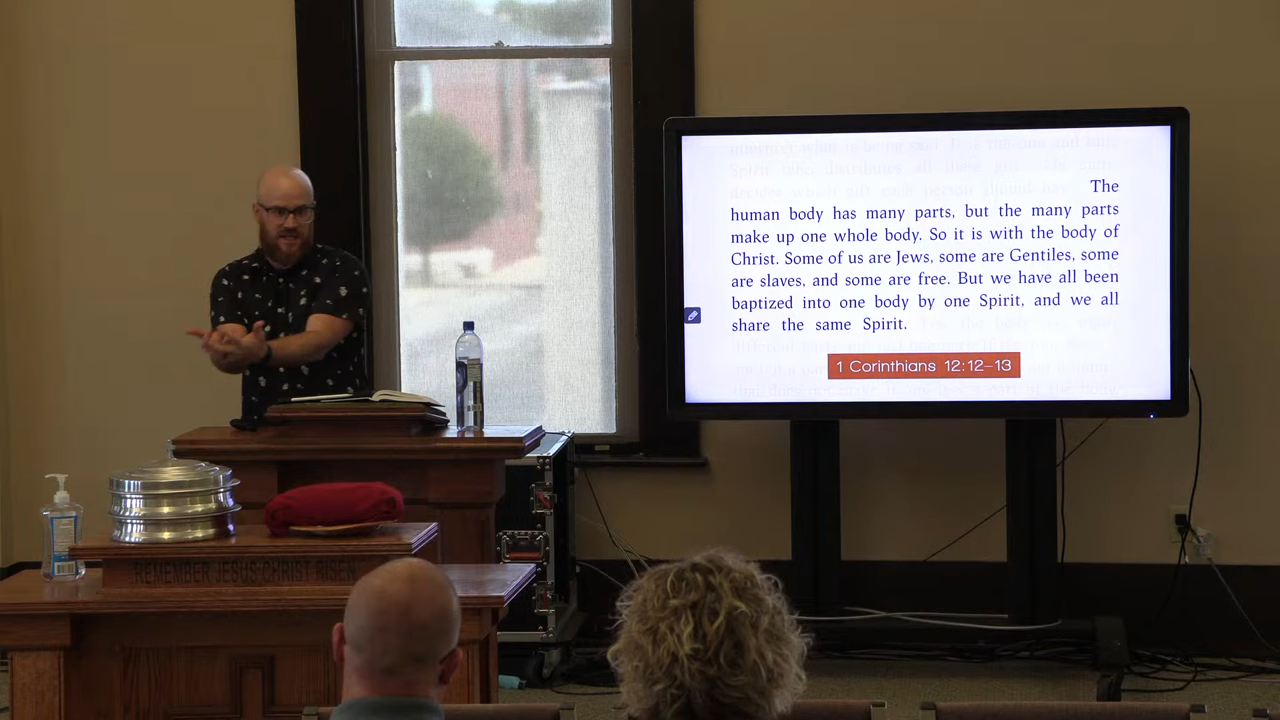 The
human body has many parts, but the many parts
make up one whole body. So it is with the body of
Christ. Some of us are Jews, some are Gentiles, some
are slaves, and some are free. But we have all been
baptized into one body by one Spirit, and we all
share the same Spirit.
1 Corinthians 12:12–13
REMEMBER JESUS CHRIST RISEN